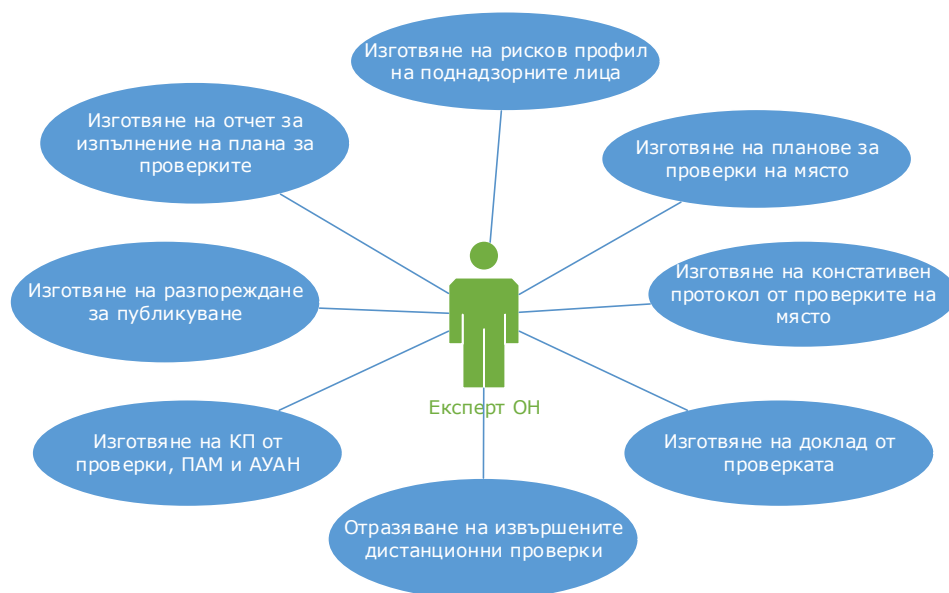 Изготвяне на рисков профил
на поднадзорните лица
Изготвяне на отчет за
изпълнение на плана за
проверките
Изготвяне на планове за
проверки на място
Изготвяне на разпореждане
за публикуване
Изготвяне на констативен
протокол от проверките на
място
Експерт ОН
Изготвяне на КП от
проверки, ПАМ и АУАН
Изготвяне на доклад от
проверката
Отразяване на извършените
дистанционни проверки